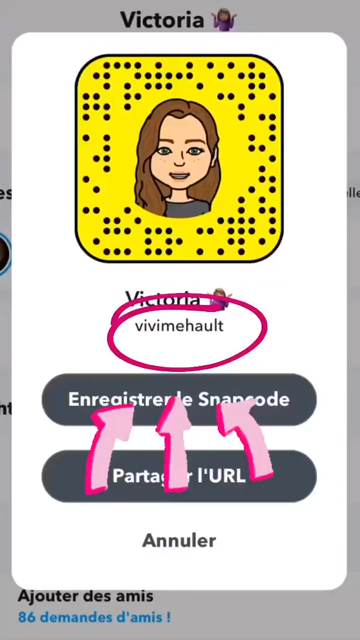 Victoria 🤷🏽‍♀️
Victoria 🤷🏽‍♀️
vivimehault
Enregistrer le Snapcode
Partager l'URL
Annuler
Ajouter des amis
86 demandes d'amis !